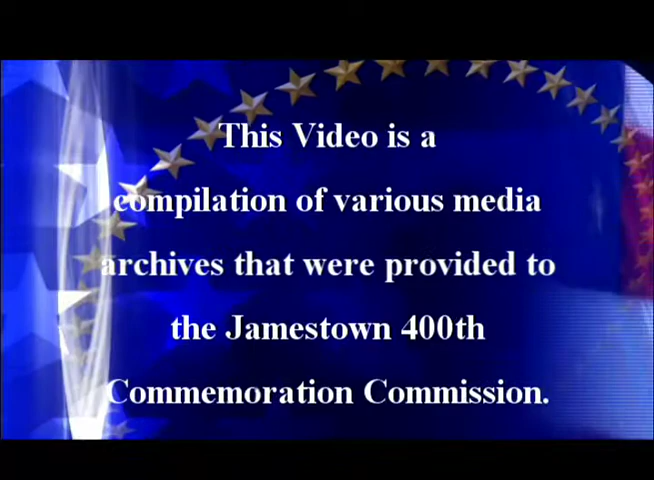 This Video is a
compilation of various media
archives that were provided to
the Jamestown 400th
Commemoration Commission.